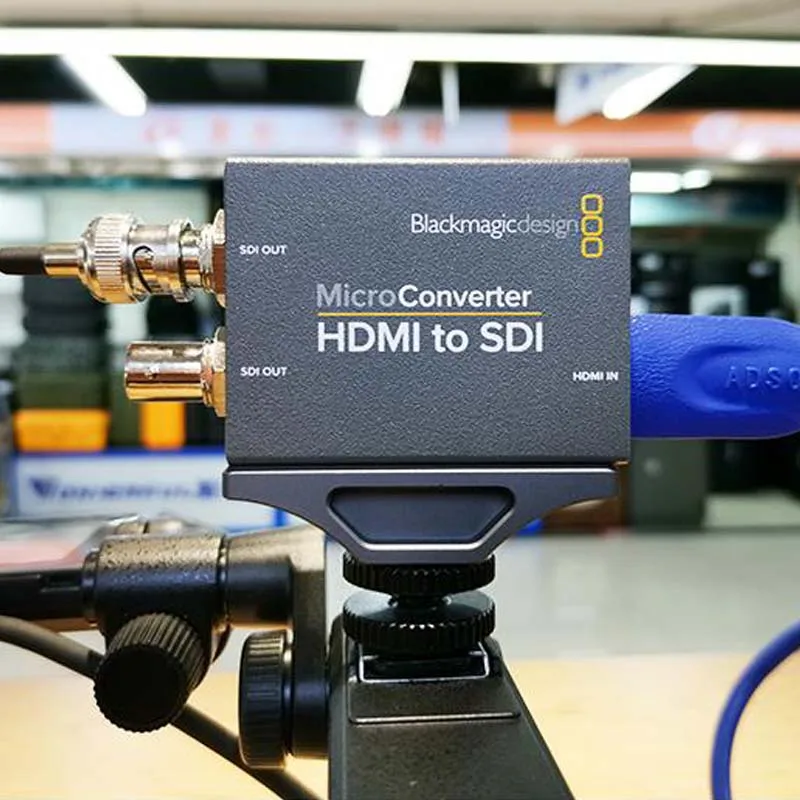 Blackmagicdesign
SDI OUT
MicroConverter
HDMI to SDI
SDI OUT
HDMI IN